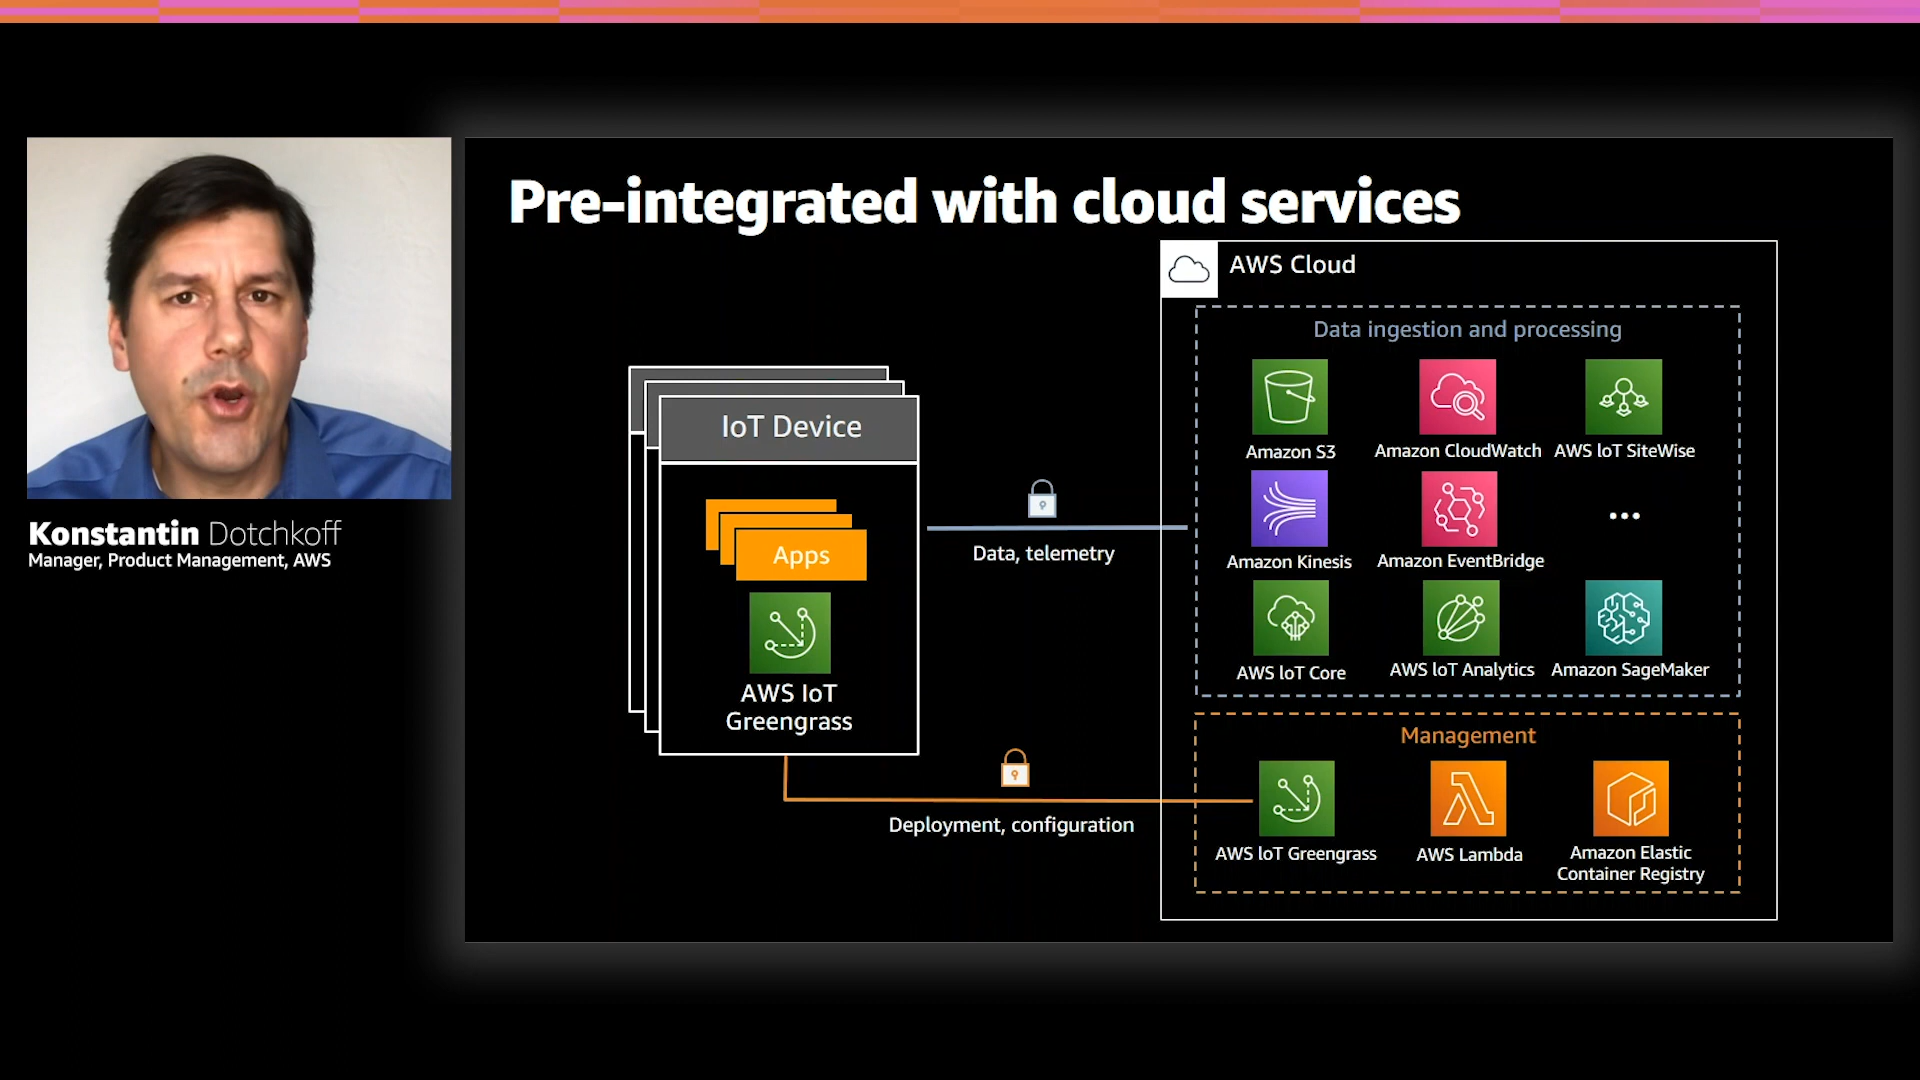 Konstantin Dotchkoff
Manager, Product Management, AWS
Pre-integrated with cloud services
AWS Cloud
IoT Device
Apps
AWS IoT
Greengrass
Data, telemetry
Deployment, configuration
Data ingestion and processing
Amazon S3
Amazon CloudWatch
AWS IoT SiteWise
Amazon Kinesis
Amazon EventBridge
...
AWS IoT Core
AWS IoT Analytics
Amazon SageMaker
Management
AWS IoT Greengrass
AWS Lambda
Amazon Elastic
Container Registry